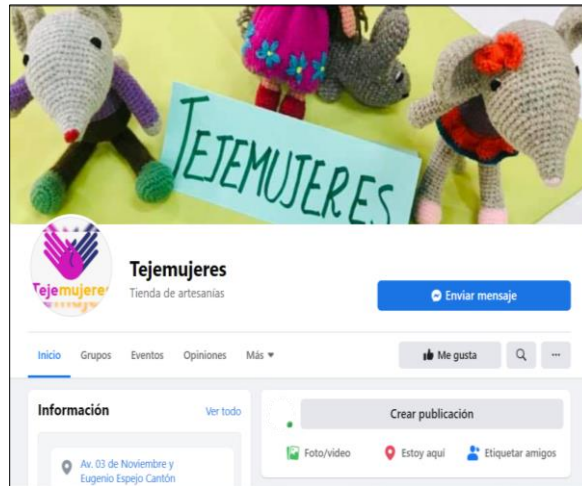 TEJEMUJERES
Tejemujeres
Tejemujeres
Tienda de artesanías
Enviar mensaje
Inicio Grupos Eventos Opiniones Más
Me gusta
Información Ver todo
Crear publicación
Foto/video Estoy aquí Etiquetar amigos
Av. 03 de Noviembre y
Eugenio Espejo Cantón